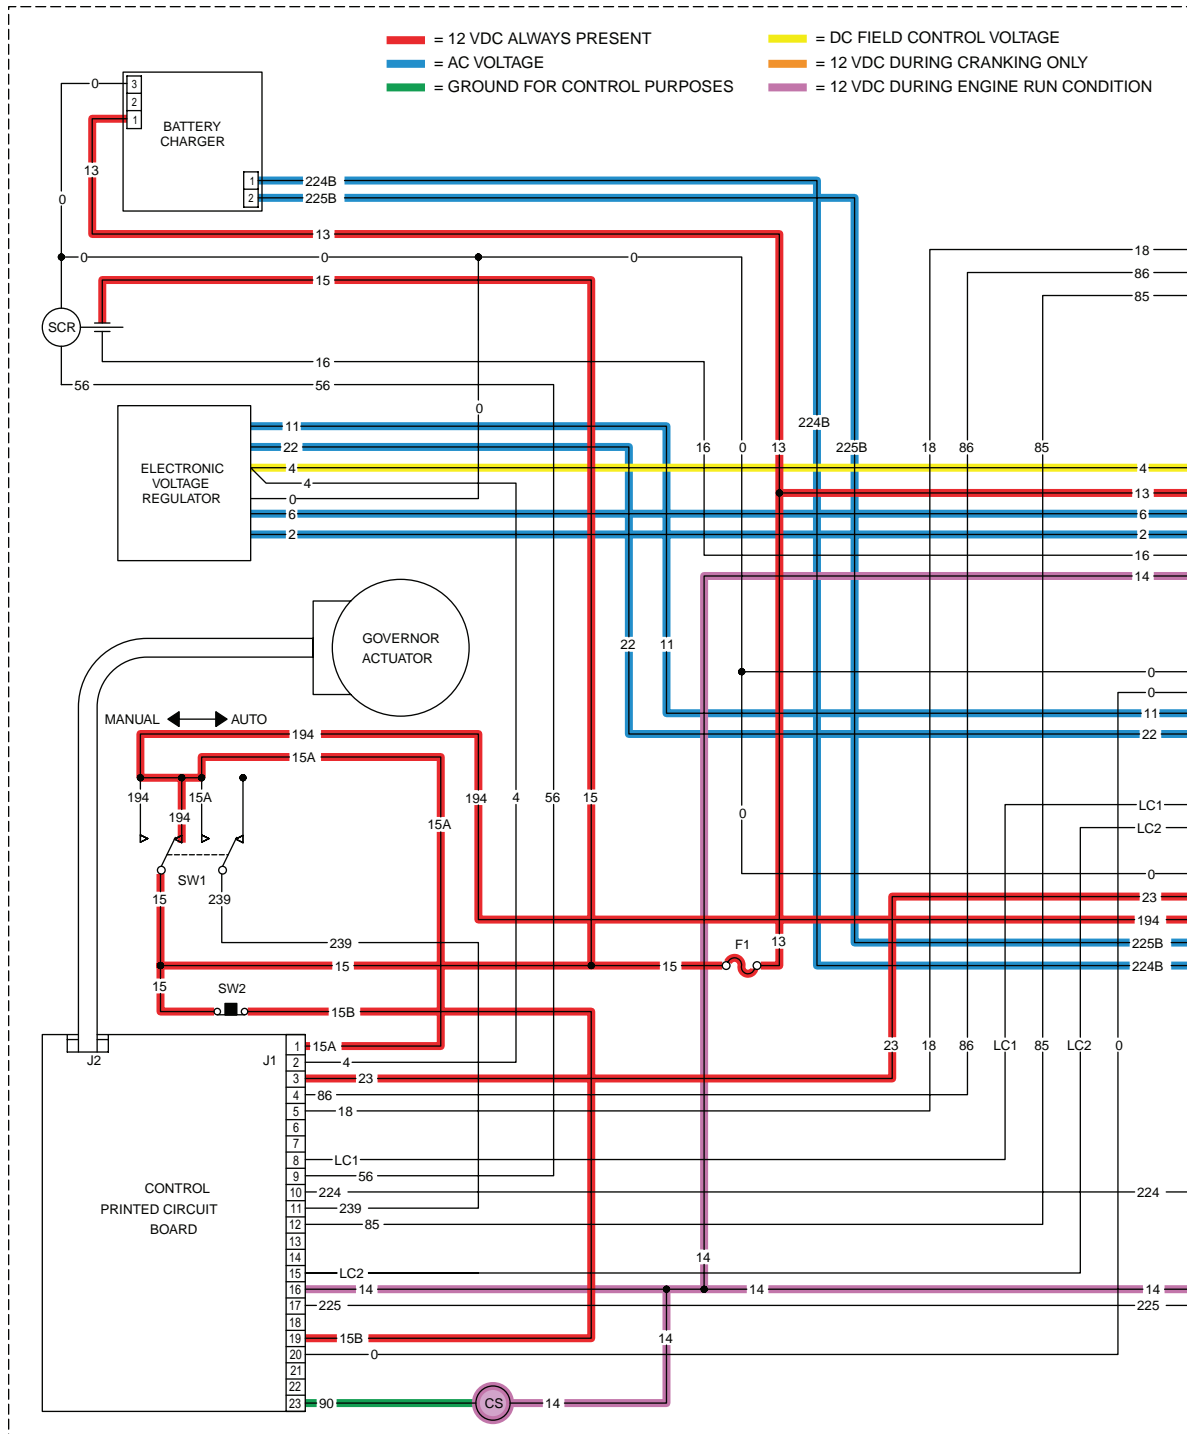 = 12 VDC ALWAYS PRESENT
= DC FIELD CONTROL VOLTAGE
= AC VOLTAGE
= 12 VDC DURING CRANKING ONLY
= GROUND FOR CONTROL PURPOSES
= 12 VDC DURING ENGINE RUN CONDITION
0
3
2
1
BATTERY
CHARGER
13
1
224B
2
225B
0
13
18
0
0
0
86
15
85
SCR
16
56
56
0
11
224B
22
16
0
13
225B
18
86
85
ELECTRONIC
VOLTAGE
REGULATOR
4
4
4
0
13
6
6
2
2
16
14
GOVERNOR
ACTUATOR
22
11
0
0
MANUAL
AUTO
11
194
22
15A
194
15A
194
4
56
15
LC1
194
15A
0
LC2
SW1
0
15
239
23
194
239
F1
13
225B
15
15
224B
15
SW2
15B
J2
J1
1
15A
23
18
86
LC1
85
LC2
0
2
4
3
23
4
86
5
18
6
7
8
LC1
9
56
CONTROL
PRINTED CIRCUIT
BOARD
10
224
224
11
239
12
85
13
14
14
15
LC2
16
14
14
14
17
225
225
18
19
15B
14
20
0
21
22
23
90
CS
14